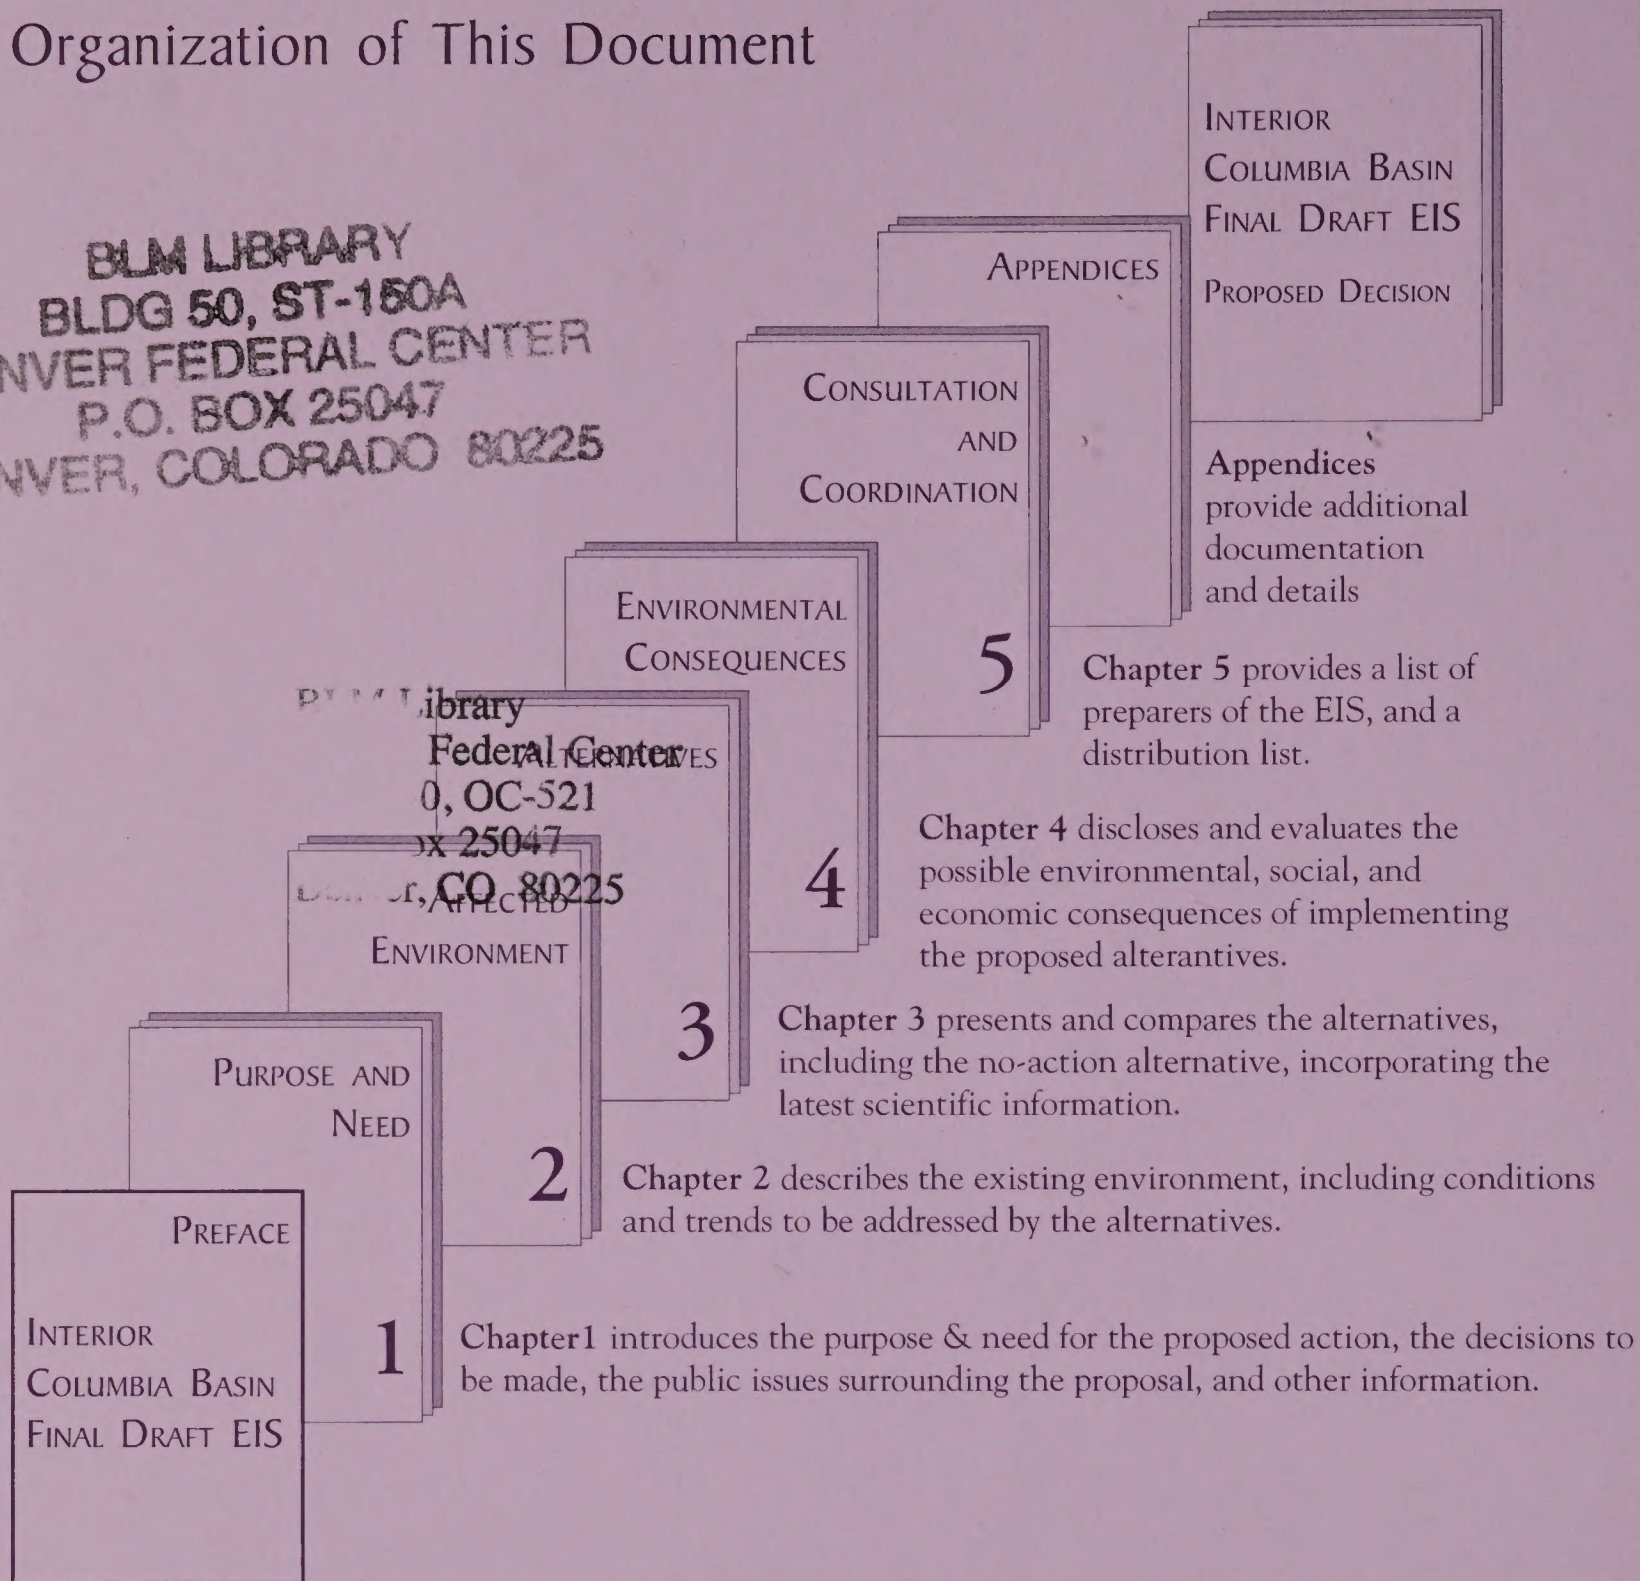 Organization of This Document
BLM LIBRARY
BLDG 50, ST-150A
NVER FEDERAL CENTER
P.O. BOX 25047
NVER, COLORADO 80225
INTERIOR
COLUMBIA BASIN
FINAL DRAFT EIS
PROPOSED DECISION
APPENDICES
Appendices
provide additional
documentation
and details
CONSULTATION
AND
COORDINATION
5
Chapter 5 provides a list of
preparers of the EIS, and a
distribution list.
ENVIRONMENTAL
CONSEQUENCES
4
Chapter 4 discloses and evaluates the
possible environmental, social, and
economic consequences of implementing
the proposed alterantives.
ibrary
Federal Center
0, OC-521
x 25047
r, CO 80225
ALTERNATIVES
3
Chapter 3 presents and compares the alternatives,
including the no-action alternative, incorporating the
latest scientific information.
AFFECTED
ENVIRONMENT
2
Chapter 2 describes the existing environment, including conditions
and trends to be addressed by the alternatives.
PURPOSE AND
NEED
1
Chapter1 introduces the purpose & need for the proposed action, the decisions to
be made, the public issues surrounding the proposal, and other information.
PREFACE
INTERIOR
COLUMBIA BASIN
FINAL DRAFT EIS